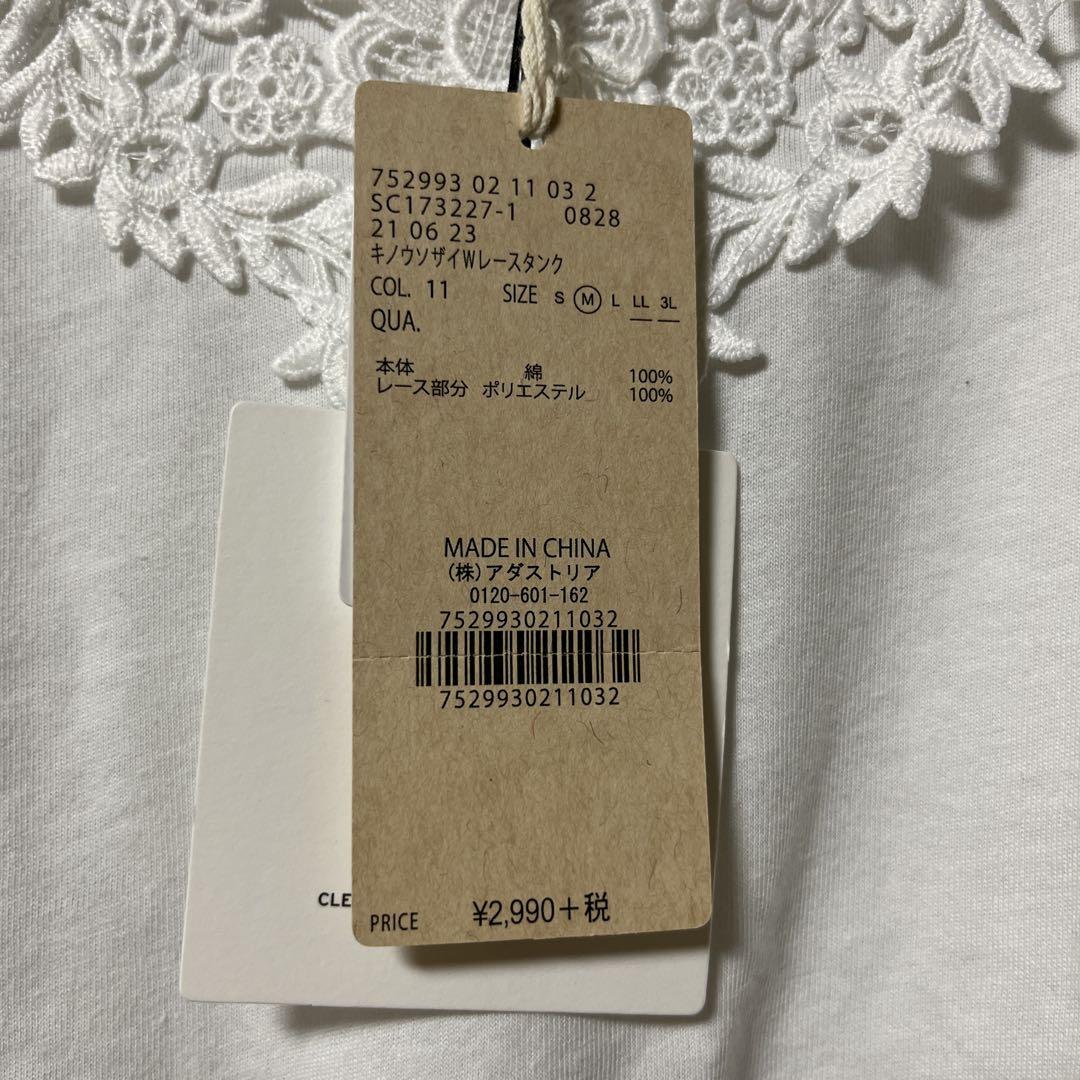 752993 02 11 03 2
SC173227-1 0828
21 06 23
キノウソザイWレースタンク
COL. 11 SIZE S M L LL 3L
QUA.
本体 綿 100%
レース部分 ポリエステル 100%
MADE IN CHINA
(株)アダストリア
0120-601-162
7529930211032
7529930211032
PRICE ¥2,990+税
CLE